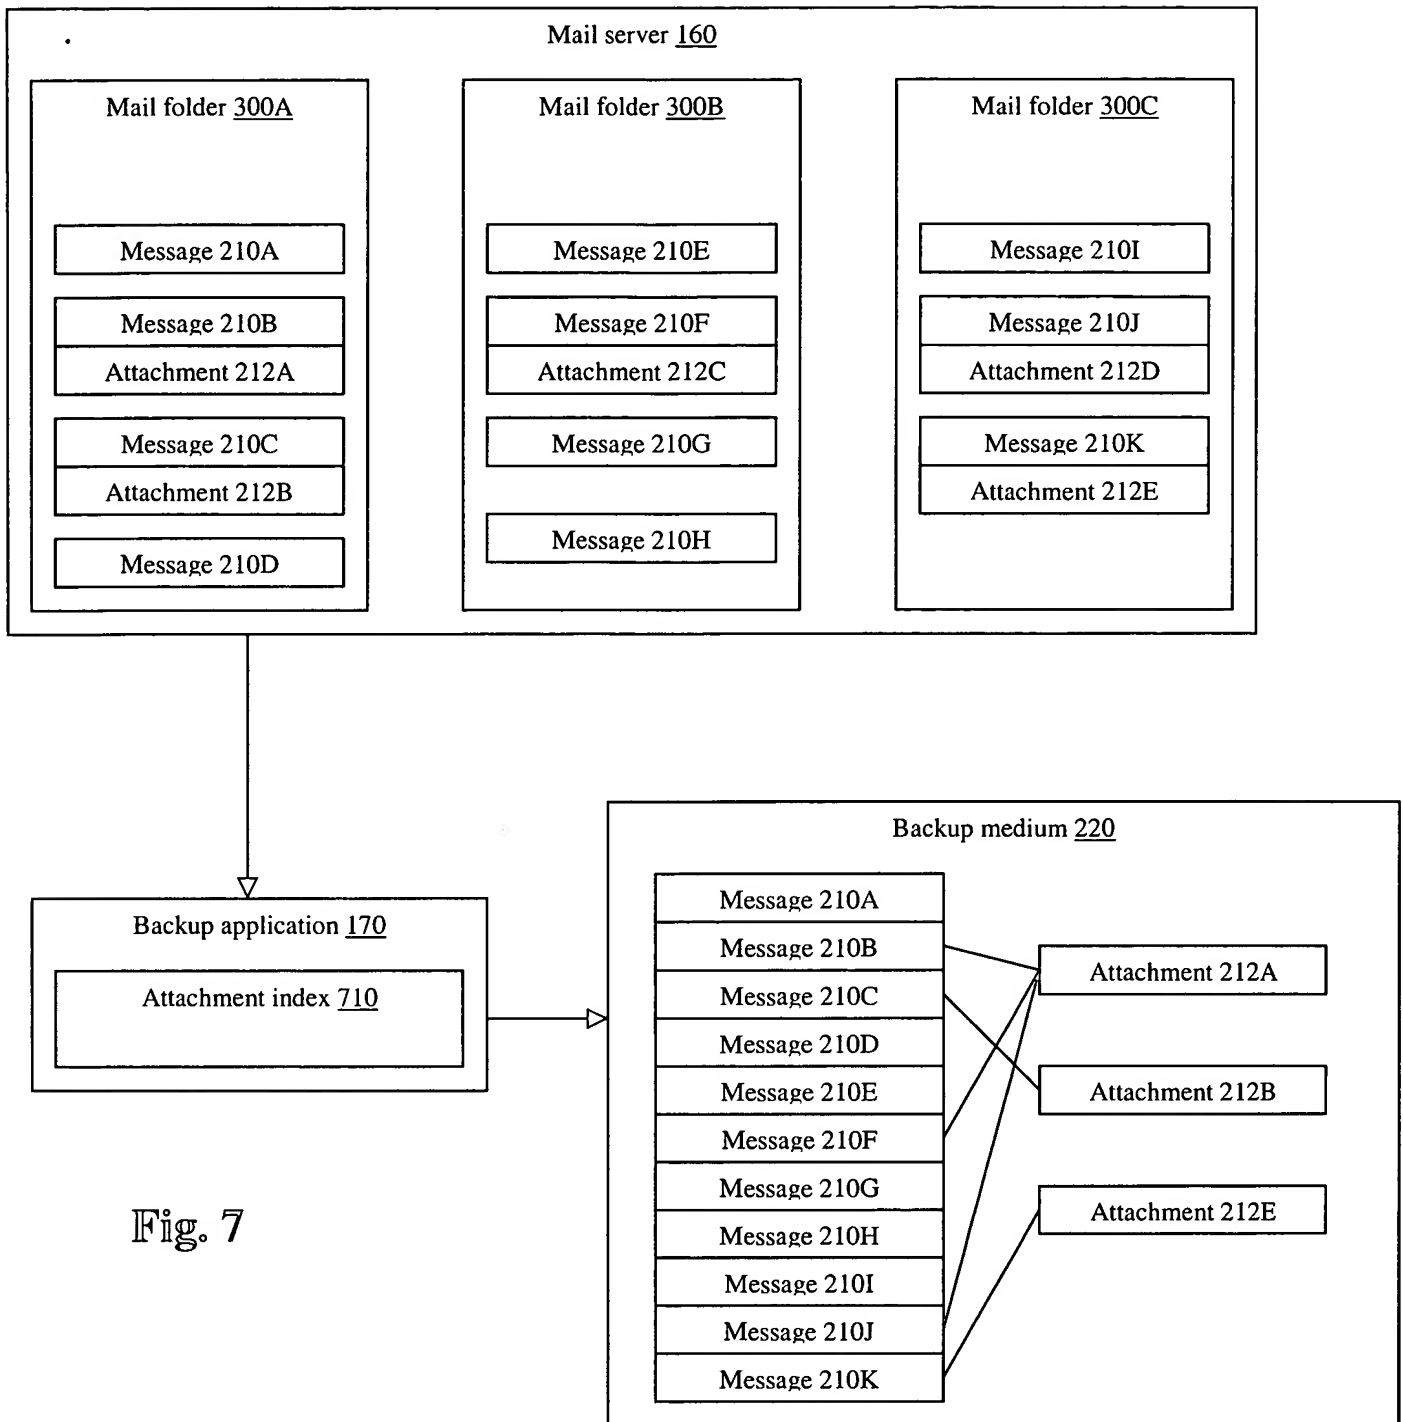 Mail server 160
Mail folder 300A
Message 210A
Message 210B
Attachment 212A
Message 210C
Attachment 212B
Message 210D
Mail folder 300B
Message 210E
Message 210F
Attachment 212C
Message 210G
Message 210H
Mail folder 300C
Message 210I
Message 210J
Attachment 212D
Message 210K
Attachment 212E
Backup application 170
Attachment index 710
Backup medium 220
Message 210A
Message 210B
Message 210C
Message 210D
Message 210E
Message 210F
Message 210G
Message 210H
Message 210I
Message 210J
Message 210K
Attachment 212A
Attachment 212B
Attachment 212E
Fig. 7